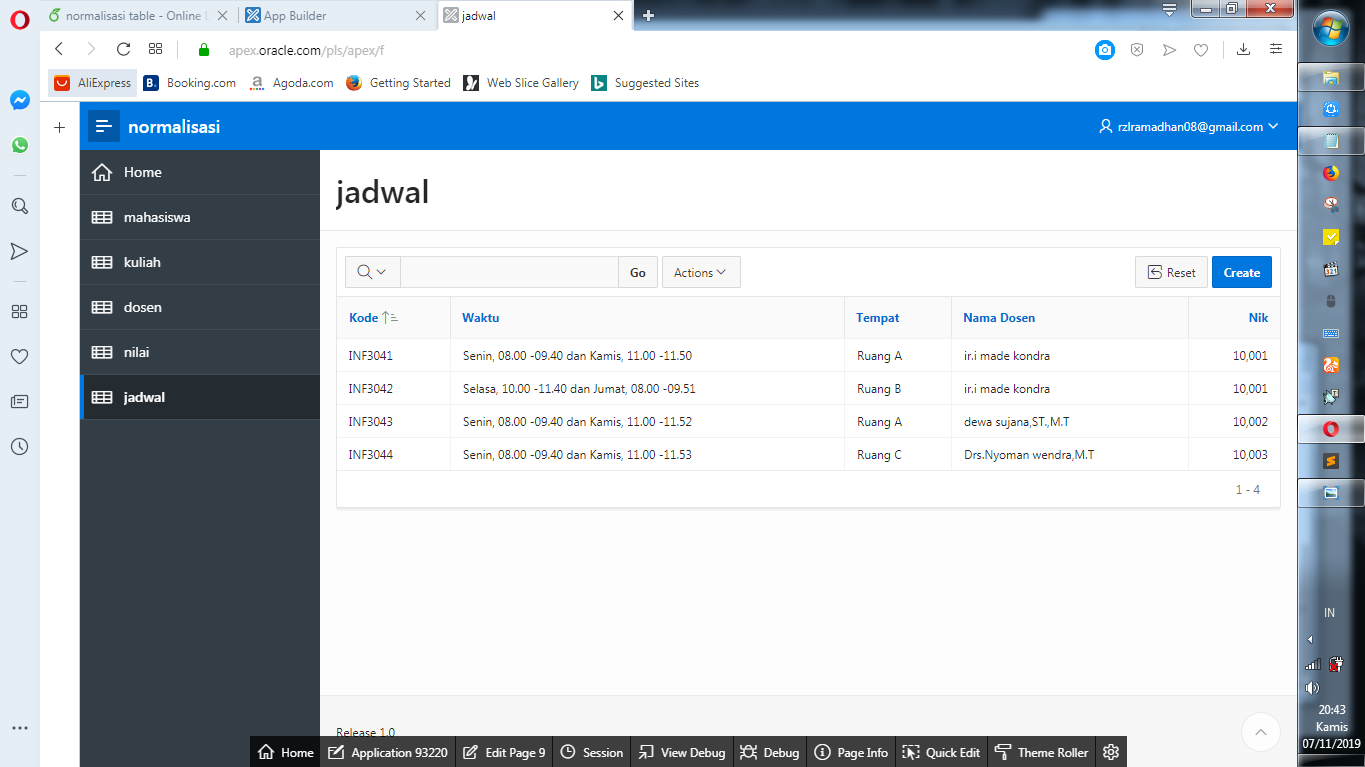 normalisasi table - Online L
App Builder
jadwal
apex.oracle.com/pls/apex/f
AliExpress
B. Booking.com
a Agoda.com
Getting Started
Web Slice Gallery
Suggested Sites
normalisasi
rzlramadhan08@gmail.com
Home
mahasiswa
kuliah
dosen
nilai
jadwal
jadwal
Go Actions Reset Create
Kode Waktu Tempat Nama Dosen Nik
INF3041 Senin, 08.00 -09.40 dan Kamis, 11.00 -11.50 Ruang A ir.i made kondra 10,001
INF3042 Selasa, 10.00 -11.40 dan Jumat, 08.00 -09.51 Ruang B ir.i made kondra 10,001
INF3043 Senin, 08.00 -09.40 dan Kamis, 11.00 -11.52 Ruang A dewa sujana,ST.,M.T 10,002
INF3044 Senin, 08.00 -09.40 dan Kamis, 11.00 -11.53 Ruang C Drs.Nyoman wendra,M.T 10,003
1 - 4
Release 1.0
Home Application 93220 Edit Page 9 Session View Debug Debug Page Info Quick Edit Theme Roller
IN
20:43
Kamis
07/11/2019